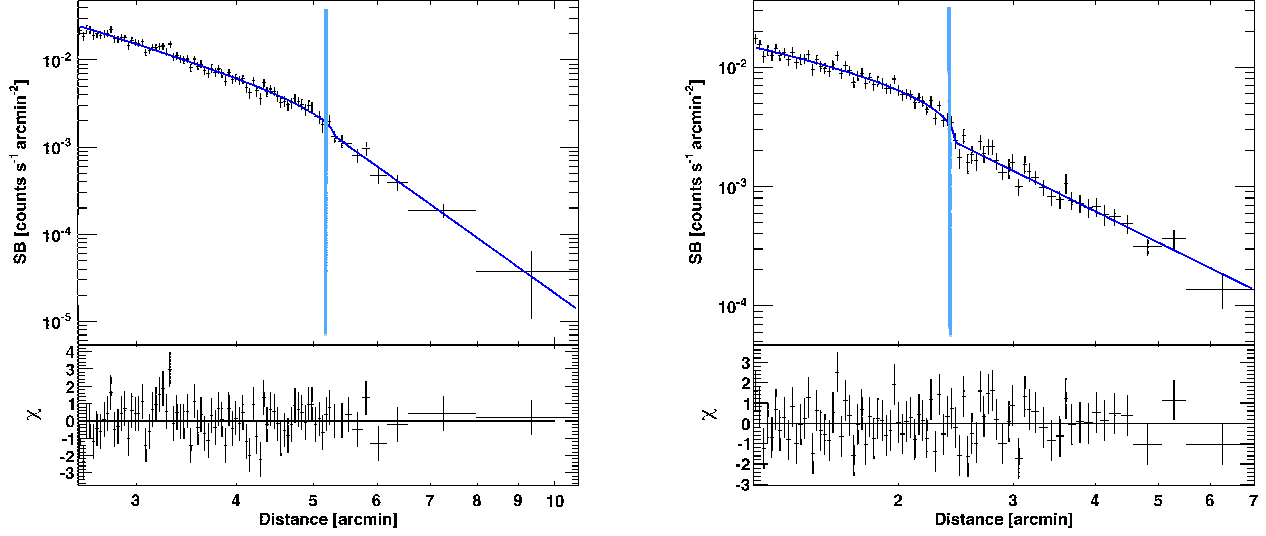 SB [counts s⁻¹ arcmin⁻²]
10⁻²
10⁻³
10⁻⁴
10⁻⁵
χ
4
3
2
1
0
-1
-2
-3
3 4 5 6 7 8 9 10
Distance [arcmin]
SB [counts s⁻¹ arcmin⁻²]
10⁻²
10⁻³
10⁻⁴
χ
3
2
1
0
-1
-2
-3
2 3 4 5 6 7
Distance [arcmin]